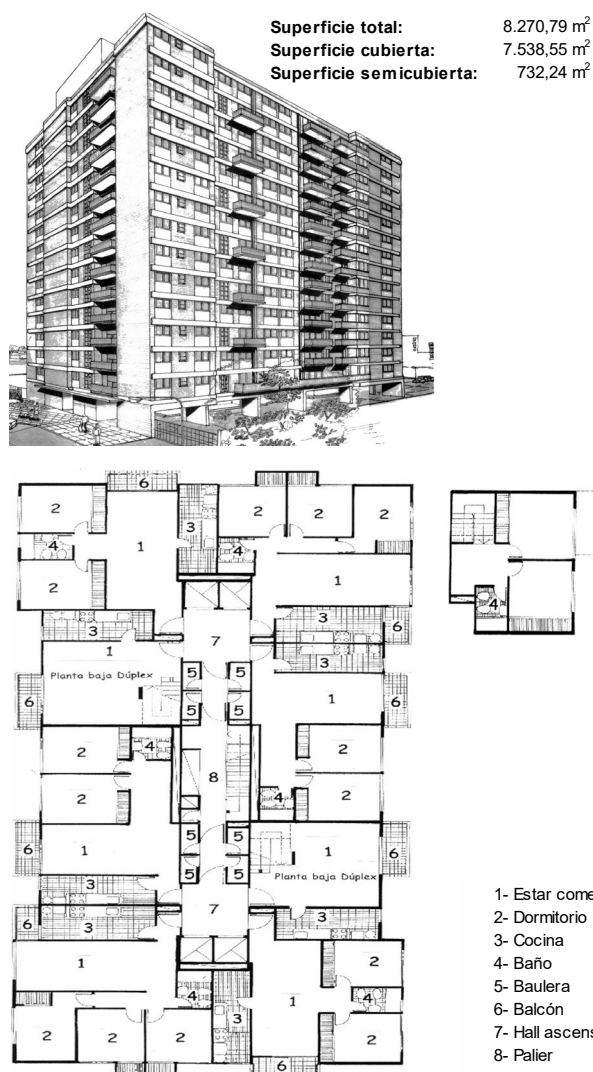 Superficie total: 8.270,79 m²
Superficie cubierta: 7.538,55 m²
Superficie semicubierta: 732,24 m²
6
2 3 2 2 2
4 1 4
2 1
3 3 6
1 7 3
Planta baja Dúplex 5 5
6 5 5 1 6
2 4 2
8
2 4 2
6 1 5 5 1 6
3 5 5 Planta baja Dúplex
6 3 7 3
1 2
4 1 4
2 2 2 3 2
6
4
1- Estar come
2- Dormitorio
3- Cocina
4- Baño
5- Baulera
6- Balcón
7- Hall ascens
8- Palier